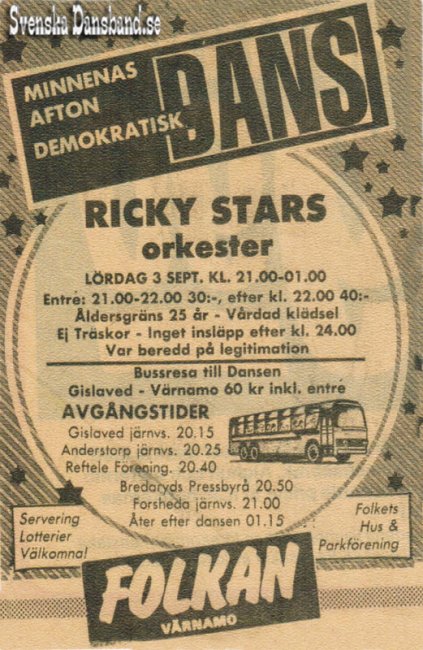 Svenska Dansband.se
MINNENAS
AFTON
DEMOKRATISK
DANS
RICKY STARS
orkester
LÖRDAG 3 SEPT. KL. 21.00-01.00
Entre: 21.00-22.00 30:-, efter kl. 22.00 40:-
Åldersgräns 25 år - Vårdad klädsel
Ej Träskor - Inget insläpp efter kl. 24.00
Var beredd på legitimation
Bussresa till Dansen
Gislaved - Värnamo 60 kr inkl. entre
AVGÅNGSTIDER
Gislaved järnvs. 20.15
Anderstorp järnvs. 20.25
Reftele Förening. 20.40
Bredaryds Pressbyrå 20.50
Forsheda järnvs. 21.00
Åter efter dansen 01.15
Servering
Lotterier
Välkomna!
Folkets
Hus &
Parkförening
FOLKAN
VÄRNAMO